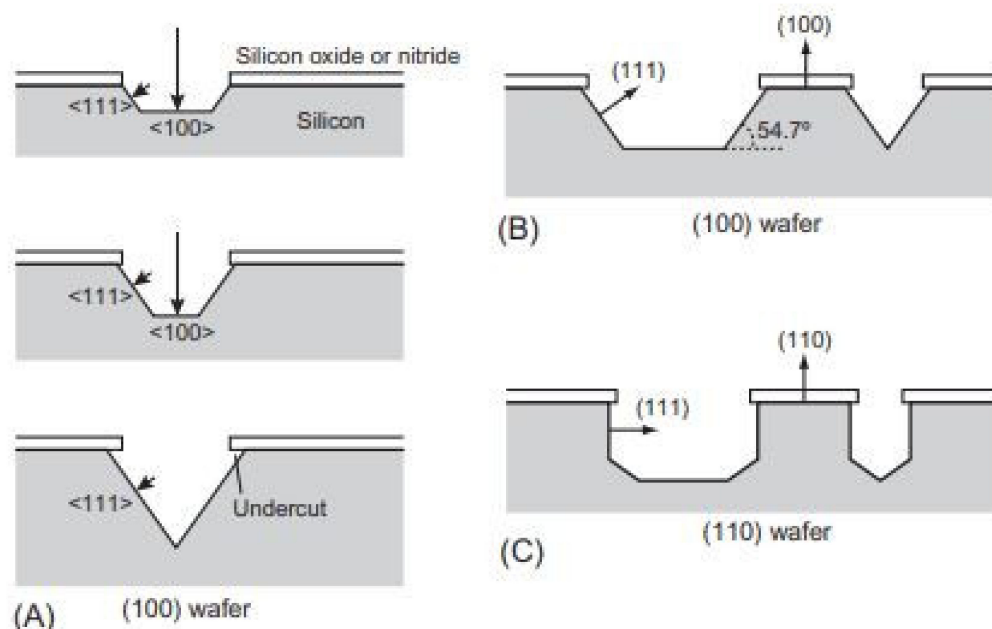 Silicon oxide or nitride
<111>
<100>
Silicon
<111>
<100>
<111>
Undercut
(A)
(100) wafer
(100)
(111)
54.7º
(B)
(100) wafer
(110)
(111)
(C)
(110) wafer